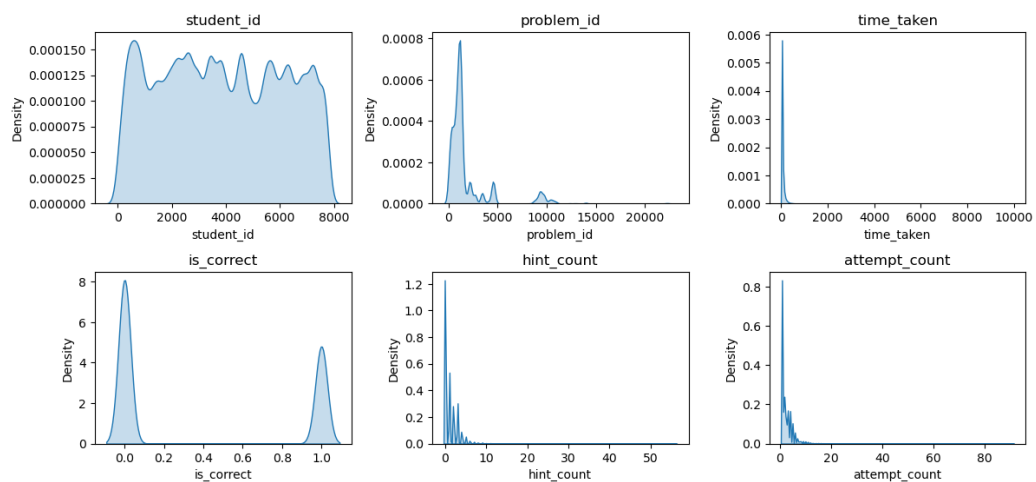 student_id
problem_id
time_taken
Density
0.000150
0.000125
0.000100
0.000075
0.000050
0.000025
0.000000
0 2000 4000 6000 8000
student_id
Density
0.0008
0.0006
0.0004
0.0002
0.0000
0 5000 10000 15000 20000
problem_id
Density
0.006
0.005
0.004
0.003
0.002
0.001
0.000
0 2000 4000 6000 8000 10000
time_taken
is_correct
hint_count
attempt_count
Density
8
6
4
2
0
0.0 0.2 0.4 0.6 0.8 1.0
is_correct
Density
1.2
1.0
0.8
0.6
0.4
0.2
0.0
0 10 20 30 40 50
hint_count
Density
0.8
0.6
0.4
0.2
0.0
0 20 40 60 80
attempt_count